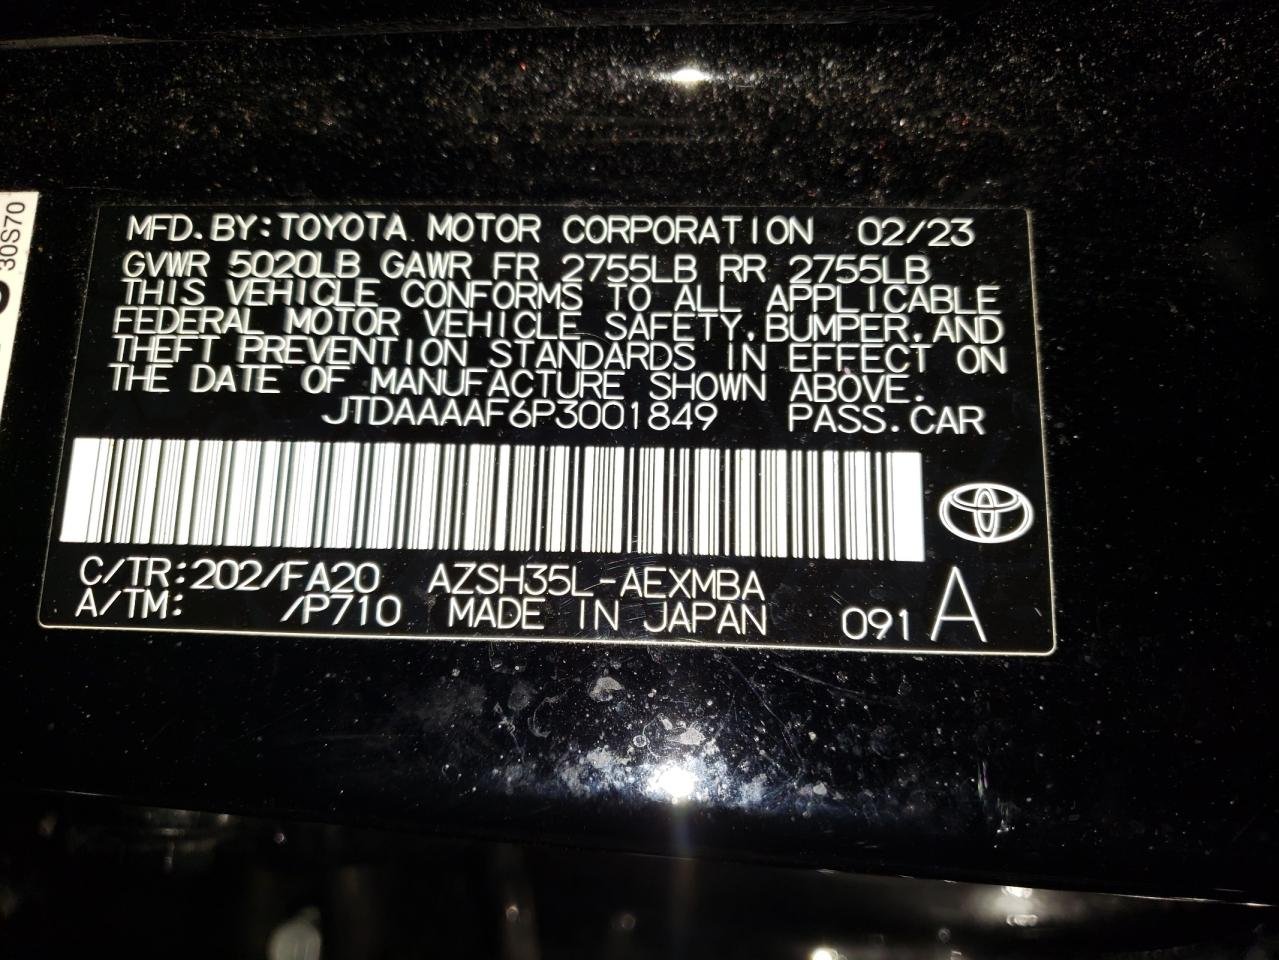 30S70
MFD. BY: TOYOTA MOTOR CORPORATION 02/23
GVWR 5020LB GAWR FR 2755LB RR 2755LB
THIS VEHICLE CONFORMS TO ALL APPLICABLE
FEDERAL MOTOR VEHICLE SAFETY, BUMPER, AND
THEFT PREVENTION STANDARDS IN EFFECT ON
THE DATE OF MANUFACTURE SHOWN ABOVE.
JTDAAAAF6P3001849 PASS. CAR
C/TR: 202/FA20 AZSH35L-AEXMBA
A/TM: /P710 MADE IN JAPAN 091 A